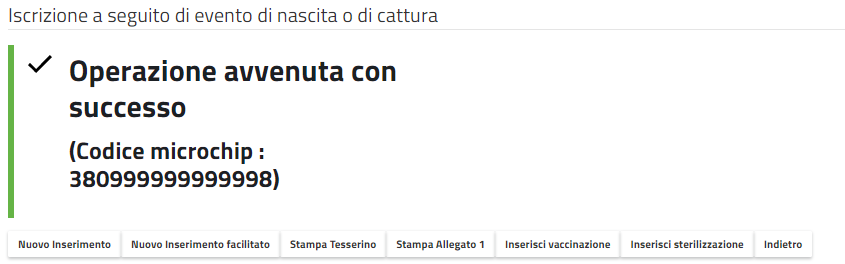 Iscrizione a seguito di evento di nascita o di cattura
Operazione avvenuta con
successo
(Codice microchip :
380999999999998)
Nuovo Inserimento
Nuovo Inserimento facilitato
Stampa Tesserino
Stampa Allegato 1
Inserisci vaccinazione
Inserisci sterilizzazione
Indietro